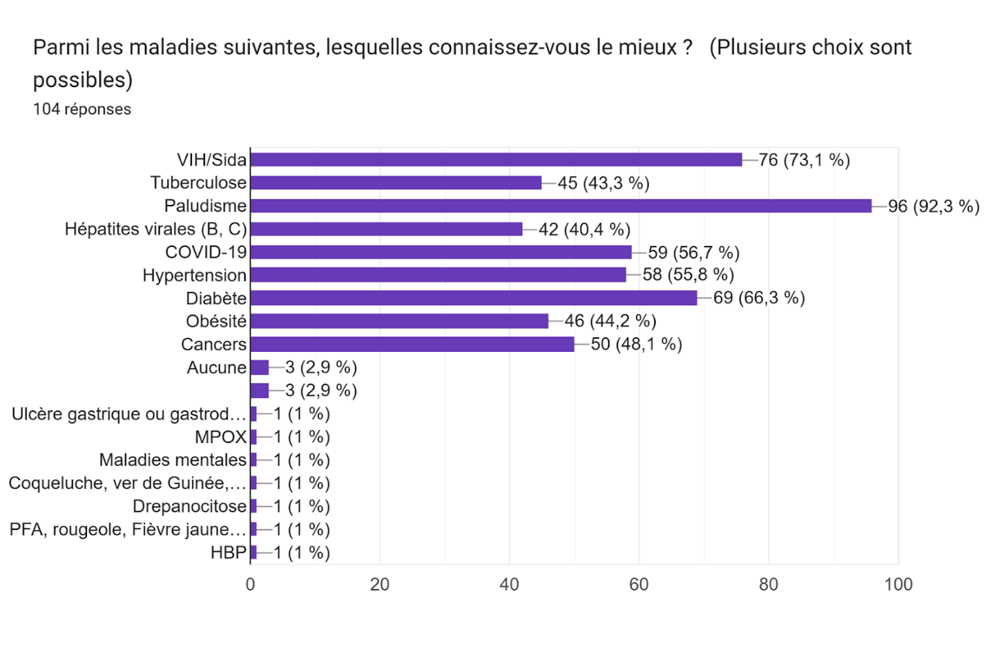 Parmi les maladies suivantes, lesquelles connaissez-vous le mieux ? (Plusieurs choix sont
possibles)
104 réponses
VIH/Sida 76 (73,1 %)
Tuberculose 45 (43,3 %)
Paludisme 96 (92,3 %)
Hépatites virales (B, C) 42 (40,4 %)
COVID-19 59 (56,7 %)
Hypertension 58 (55,8 %)
Diabète 69 (66,3 %)
Obésité 46 (44,2 %)
Cancers 50 (48,1 %)
Aucune 3 (2,9 %)
3 (2,9 %)
Ulcère gastrique ou gastrod… 1 (1 %)
MPOX 1 (1 %)
Maladies mentales 1 (1 %)
Coqueluche, ver de Guinée,… 1 (1 %)
Drepanocitose 1 (1 %)
PFA, rougeole, Fièvre jaune… 1 (1 %)
HBP 1 (1 %)
0 20 40 60 80 100